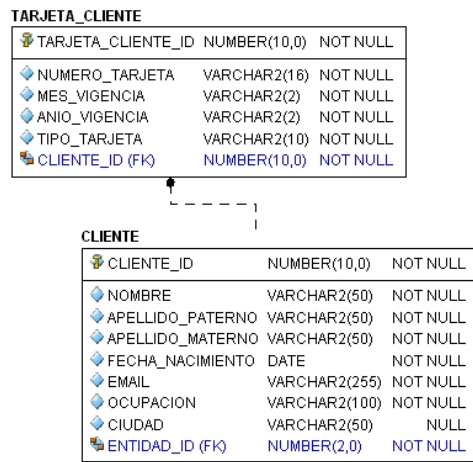 TARJETA_CLIENTE
TARJETA_CLIENTE_ID NUMBER(10,0) NOT NULL
NUMERO_TARJETA VARCHAR2(16) NOT NULL
MES_VIGENCIA VARCHAR2(2) NOT NULL
ANIO_VIGENCIA VARCHAR2(2) NOT NULL
TIPO_TARJETA VARCHAR2(10) NOT NULL
CLIENTE_ID (FK) NUMBER(10,0) NOT NULL
CLIENTE
CLIENTE_ID NUMBER(10,0) NOT NULL
NOMBRE VARCHAR2(50) NOT NULL
APELLIDO_PATERNO VARCHAR2(50) NOT NULL
APELLIDO_MATERNO VARCHAR2(50) NOT NULL
FECHA_NACIMIENTO DATE NOT NULL
EMAIL VARCHAR2(255) NOT NULL
OCUPACION VARCHAR2(100) NOT NULL
CIUDAD VARCHAR2(50) NULL
ENTIDAD_ID (FK) NUMBER(2,0) NOT NULL